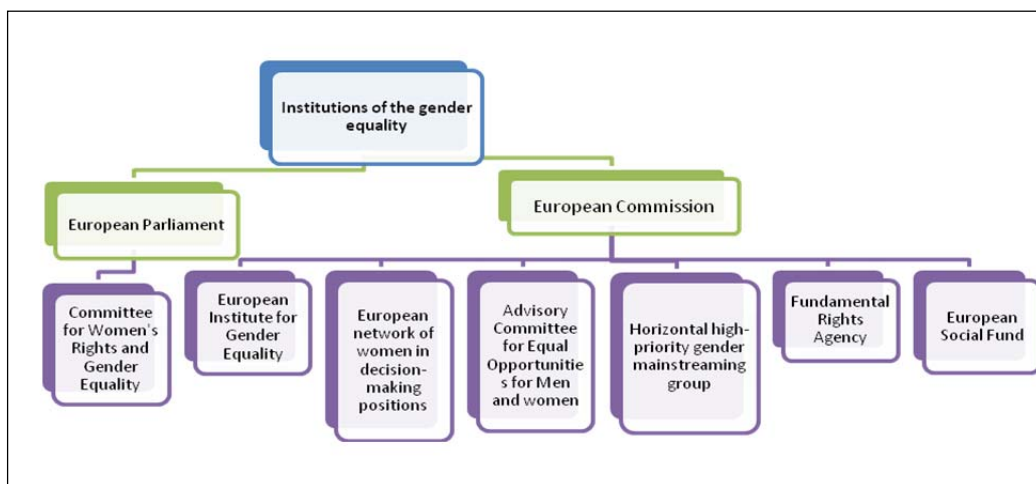 Institutions of the gender
equality
European Parliament
European Commission
Committee
for Women's
Rights and
Gender
Equality
European
Institute for
Gender
Equality
European
network of
women in
decision-
making
positions
Advisory
Committee
for Equal
Opportunitie
s for Men
and women
Horizontal high-
priority gender
mainstreaming
group
Fundamental
Rights
Agency
European
Social Fund